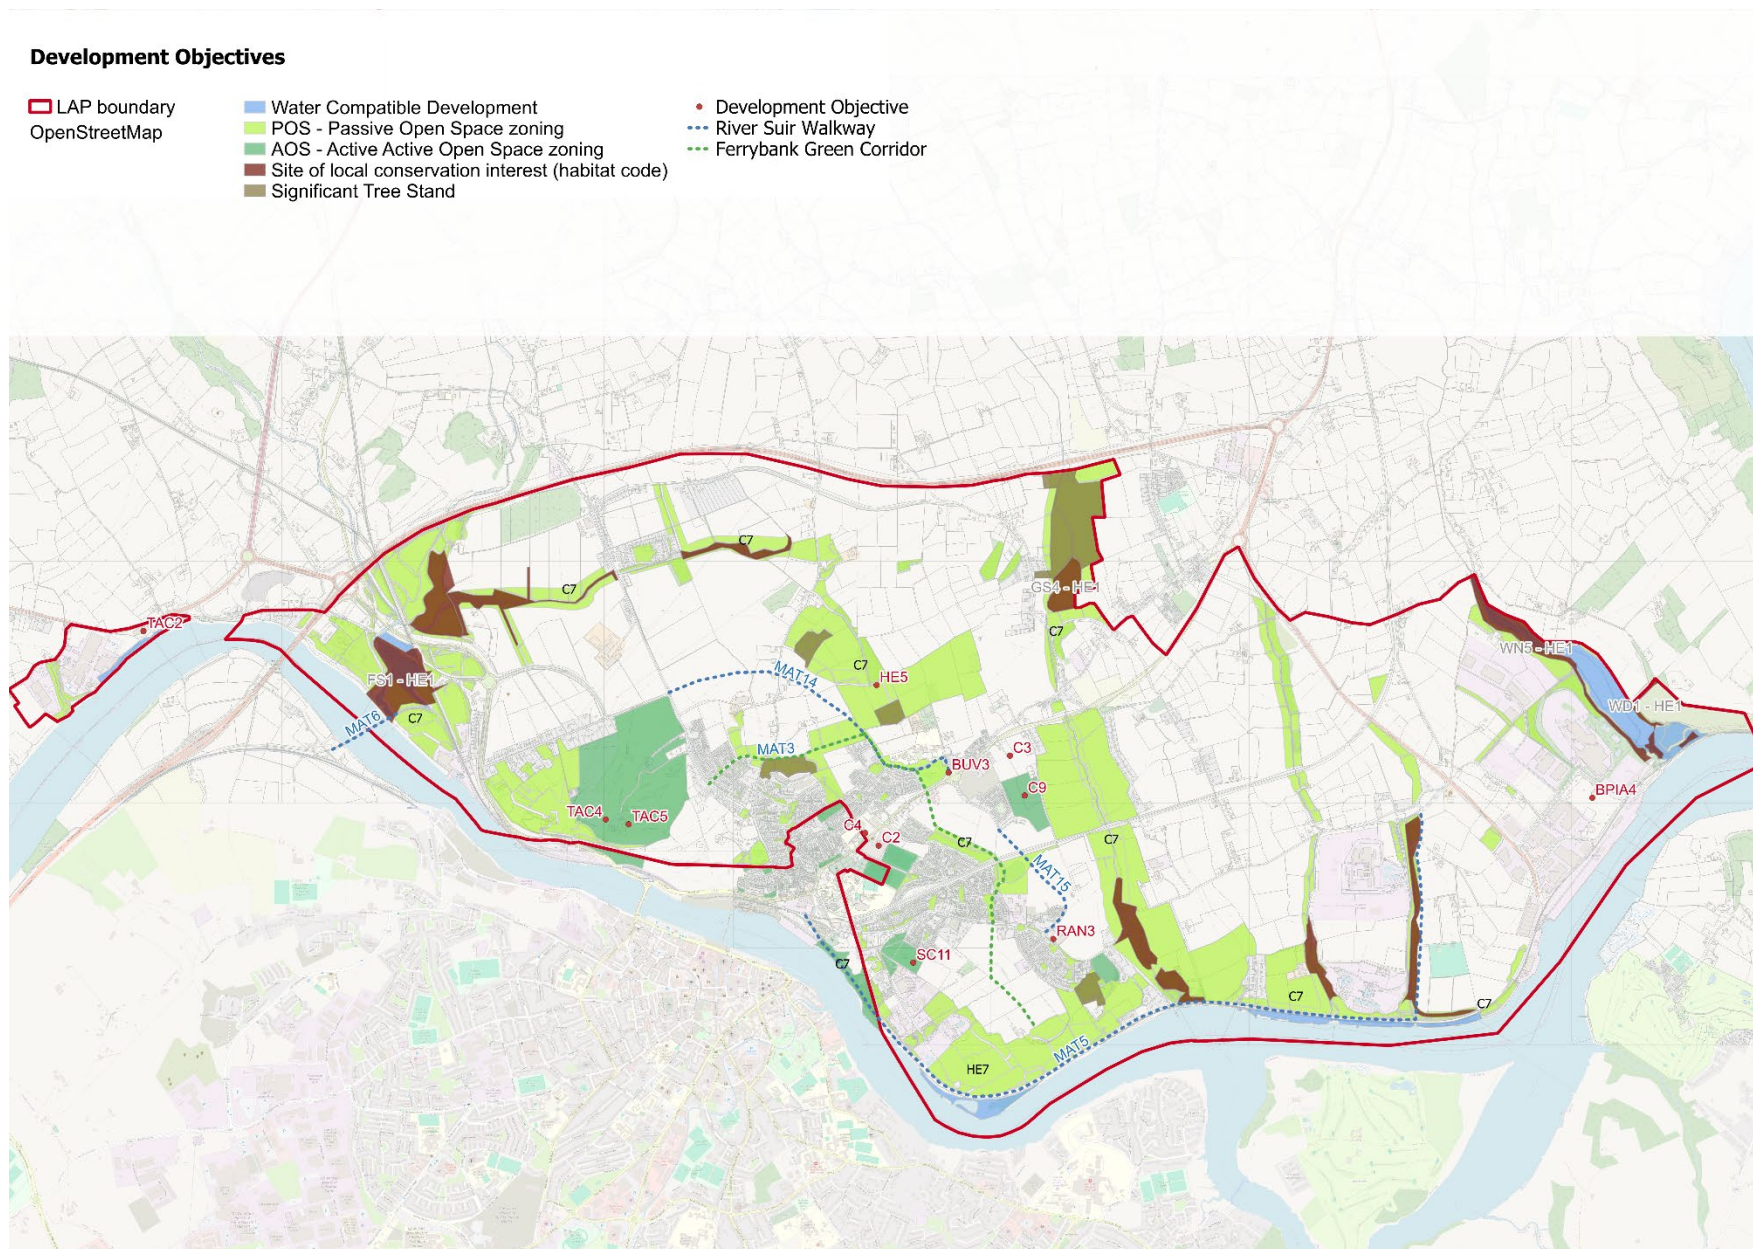 Development Objectives
LAP boundary
OpenStreetMap
Water Compatible Development
POS - Passive Open Space zoning
AOS - Active Active Open Space zoning
Site of local conservation interest (habitat code)
Significant Tree Stand
Development Objective
River Suir Walkway
Ferrybank Green Corridor
C7
C7
GS4 - HE1
TAC2
C7
WN5 - HE1
C7
HE5
MAT14
FS1 - HE1
WD1 - HE1
C7
MAT6
MAT3
C3
BUV3
C9
BPIA4
TAC4
TAC5
C4
C2
C7
C7
MAT15
RAN3
SC11
C7
C7
C7
MAT5
HE7